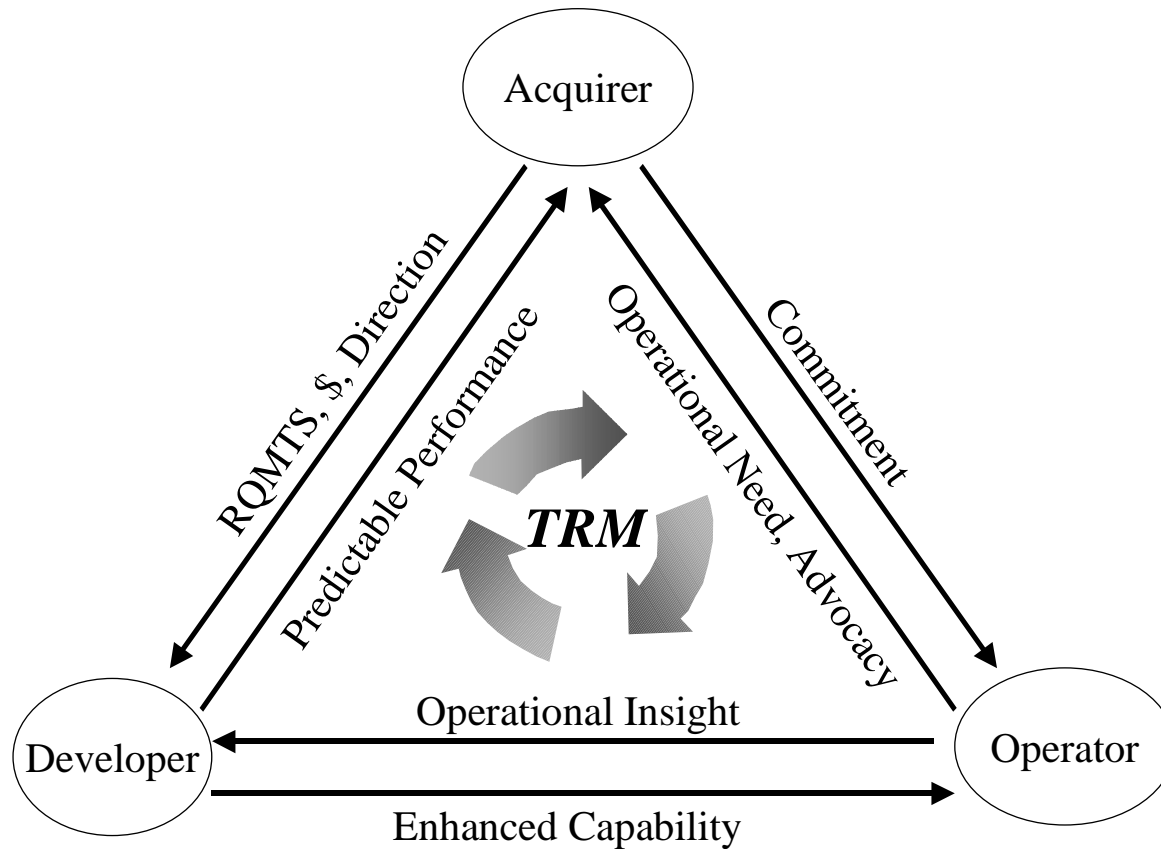 Acquirer
RQMTS, $, Direction
Predictable Performance
Operational Need, Advocacy
Commitment
TRM
Operational Insight
Developer
Operator
Enhanced Capability